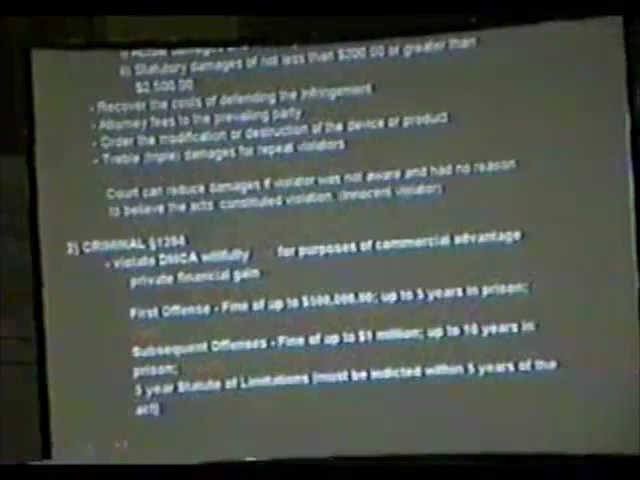 ii) Statutory damages of not less than $200.00 or greater than
$2,500.00
- Recover the costs of defending the infringement
- Attorney fees to the prevailing party
- Order the modification or destruction of the device or product
- Treble (triple) damages for repeat violators
Court can reduce damages if violator was not aware and had no reason
to believe the acts constituted violation. (innocent violator)
2) CRIMINAL §1204
- violate DMCA willfully for purposes of commercial advantage
private financial gain
First Offense - Fine of up to $500,000.00; up to 5 years in prison;
Subsequent Offenses - Fine of up to $1 million; up to 10 years in
prison;
5 year Statute of Limitations (must be indicted within 5 years of the
act)